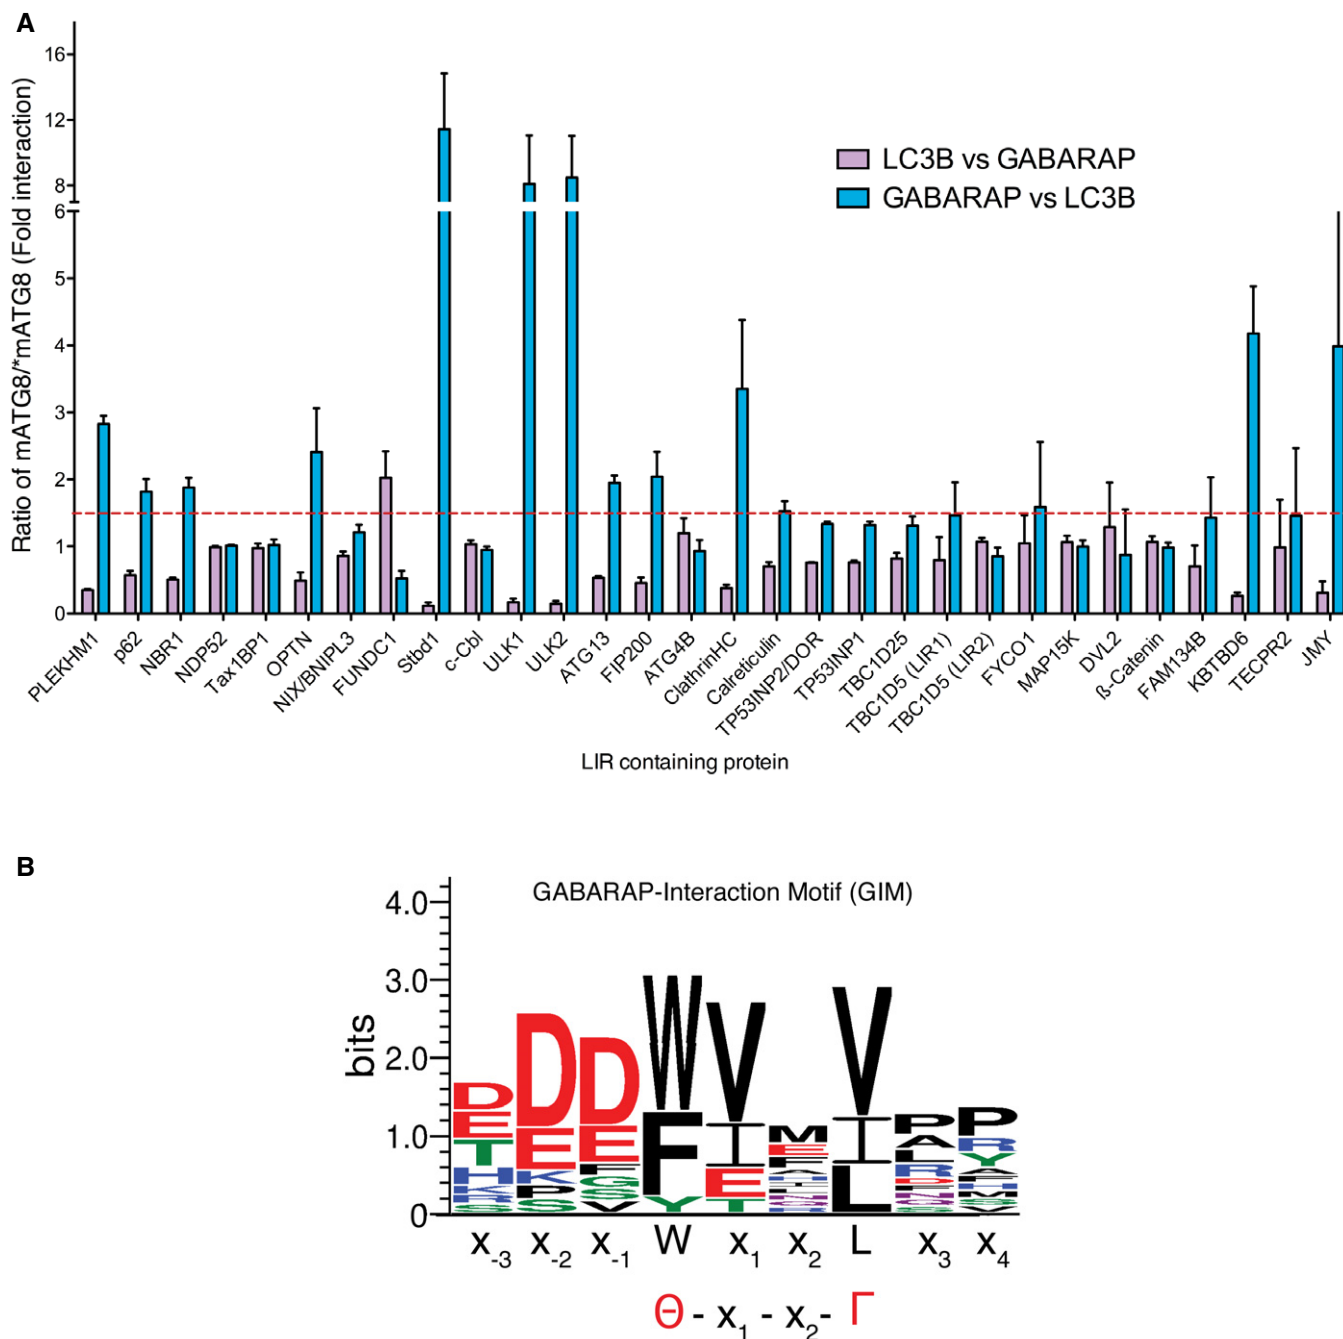 A
Ratio of mATG8/*mATG8 (Fold interaction)
16
12
8
6
5
4
3
2
1
0
LC3B vs GABARAP
GABARAP vs LC3B
PLEKHM1
p62
NBR1
NDP52
Tax1BP1
OPTN
NIX/BNIPL3
FUNDC1
Stbd1
c-Cbl
ULK1
ULK2
ATG13
FIP200
ATG4B
ClathrinHC
Calreticulin
TP53INP2/DOR
TP53INP1
TBC1D25
TBC1D5 (LIR1)
TBC1D5 (LIR2)
FYCO1
MAP15K
DVL2
ß-Catenin
FAM134B
KBTBD6
TECPR2
JMY
LIR containing protein
B
GABARAP-Interaction Motif (GIM)
bits
4.0
3.0
2.0
1.0
0
D E T H K R S
D E K P S
D E F G S V
W F Y
V I E T
M E F A
V I L
P A L R D
P R Y A F H M S V
x-3 x-2 x-1 W x1 x2 L x3 x4
Θ - x1 - x2- Γ